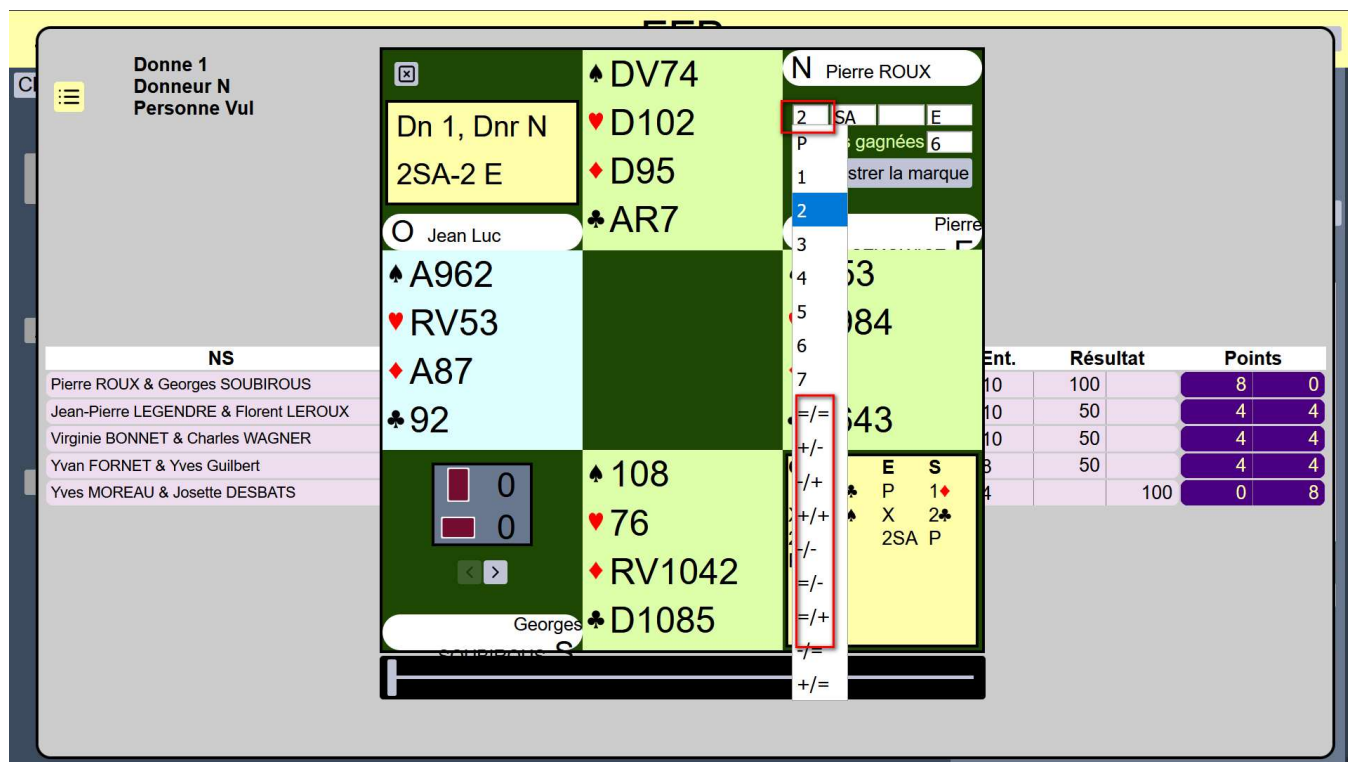 Donne 1
Donneur N
Personne Vul
Dn 1, Dnr N
2SA-2 E
♠ DV74
♥ D102
♦ D95
♣ AR7
N Pierre ROUX
2 SA E
gagnées 6
strer la marque
P
1
2
3
4
5
6
7
=/=
+/-
-/+
+/+
-/-
=/-
=/+
-/=
+/=
O Jean Luc
Pierre
♠ A962
♥ RV53
♦ A87
♣ 92
53
984
643
NS
Ent. Résultat Points
Pierre ROUX & Georges SOUBIROUS
10 100 8 0
Jean-Pierre LEGENDRE & Florent LEROUX
10 50 4 4
Virginie BONNET & Charles WAGNER
10 50 4 4
Yvan FORNET & Yves Guilbert
3 50 4 4
Yves MOREAU & Josette DESBATS
4 100 0 8
0
0
< >
♠ 108
♥ 76
♦ RV1042
♣ D1085
E S
♣ P 1♦
♠ X 2♣
2SA P
Georges
SOUBIROUS S